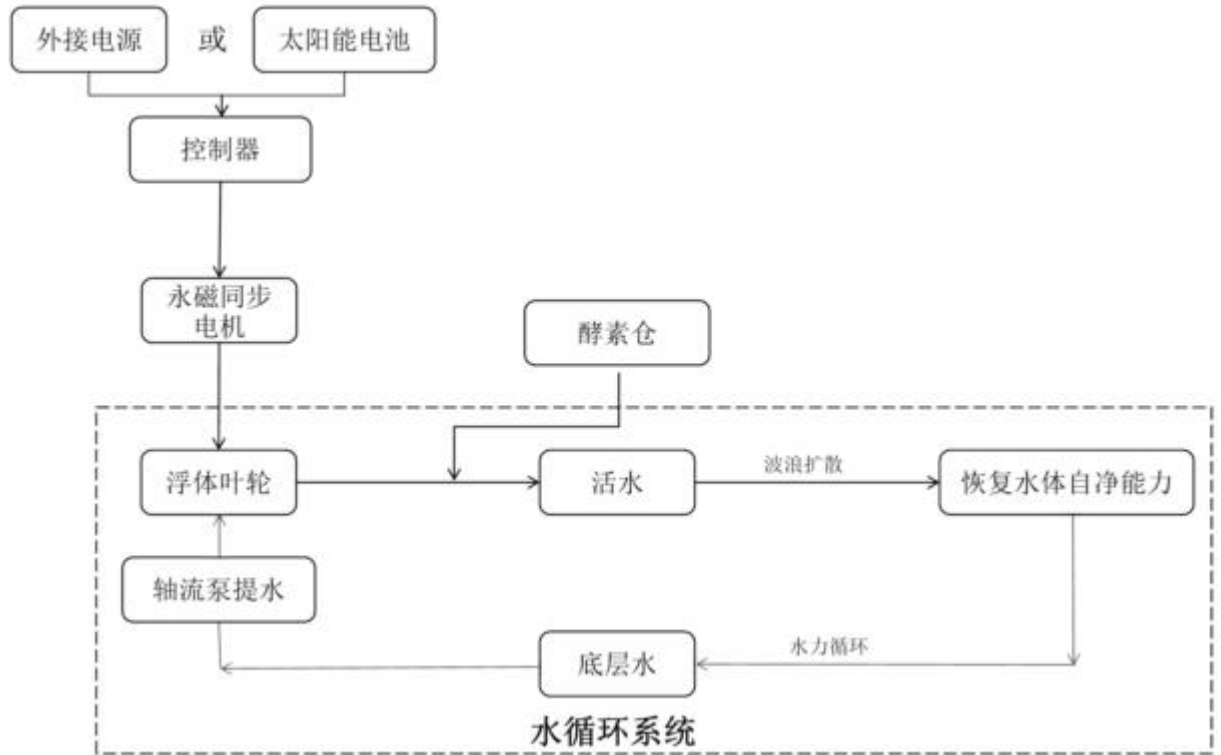 外接电源
或
太阳能电池
控制器
永磁同步
电机
酵素仓
浮体叶轮
活水
波浪扩散
恢复水体自净能力
轴流泵提水
底层水
水力循环
水循环系统